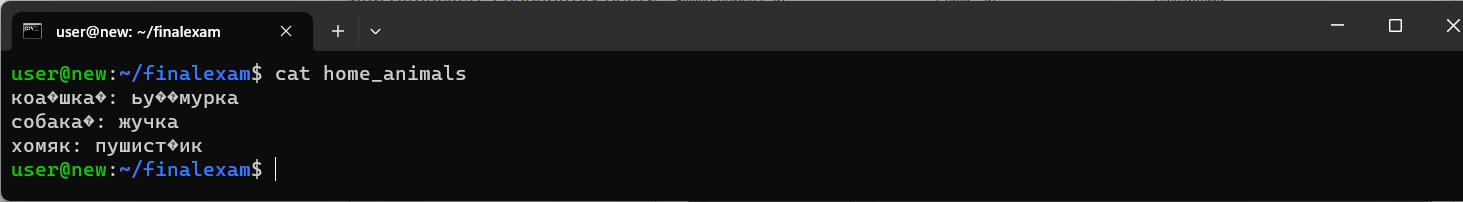 user@new: ~/finalexam
user@new:~/finalexam$ cat home_animals
коа�шка�: ьу��мурка
собака�: жучка
хомяк: пушист�ик
user@new:~/finalexam$